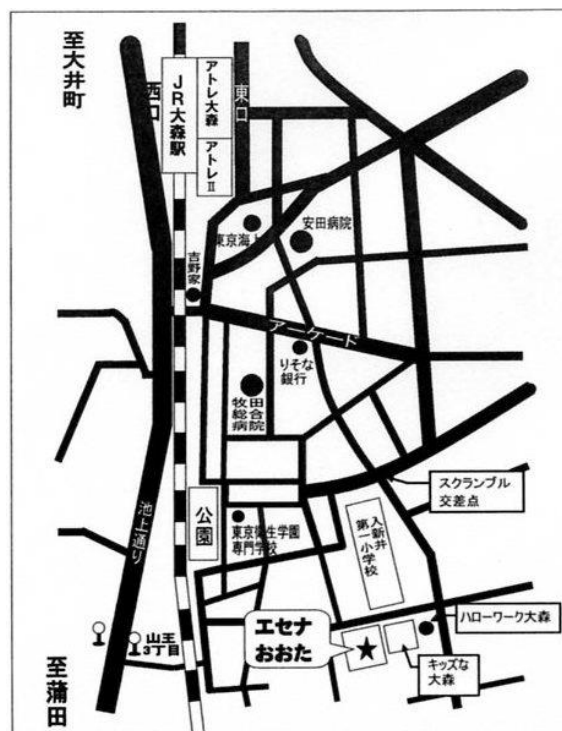 至大井町
西口
JR大森駅
アトレ大森
アトレⅡ
東口
東京海上
安田病院
吉野家
アーケード
りそな
銀行
牧田
総合
病院
スクランブル
交差点
池上通り
公園
東京衛生学園
専門学校
入新井
第一小学校
エセナ
おおた
ハローワーク大森
キッズな
大森
山王
3丁目
至蒲田